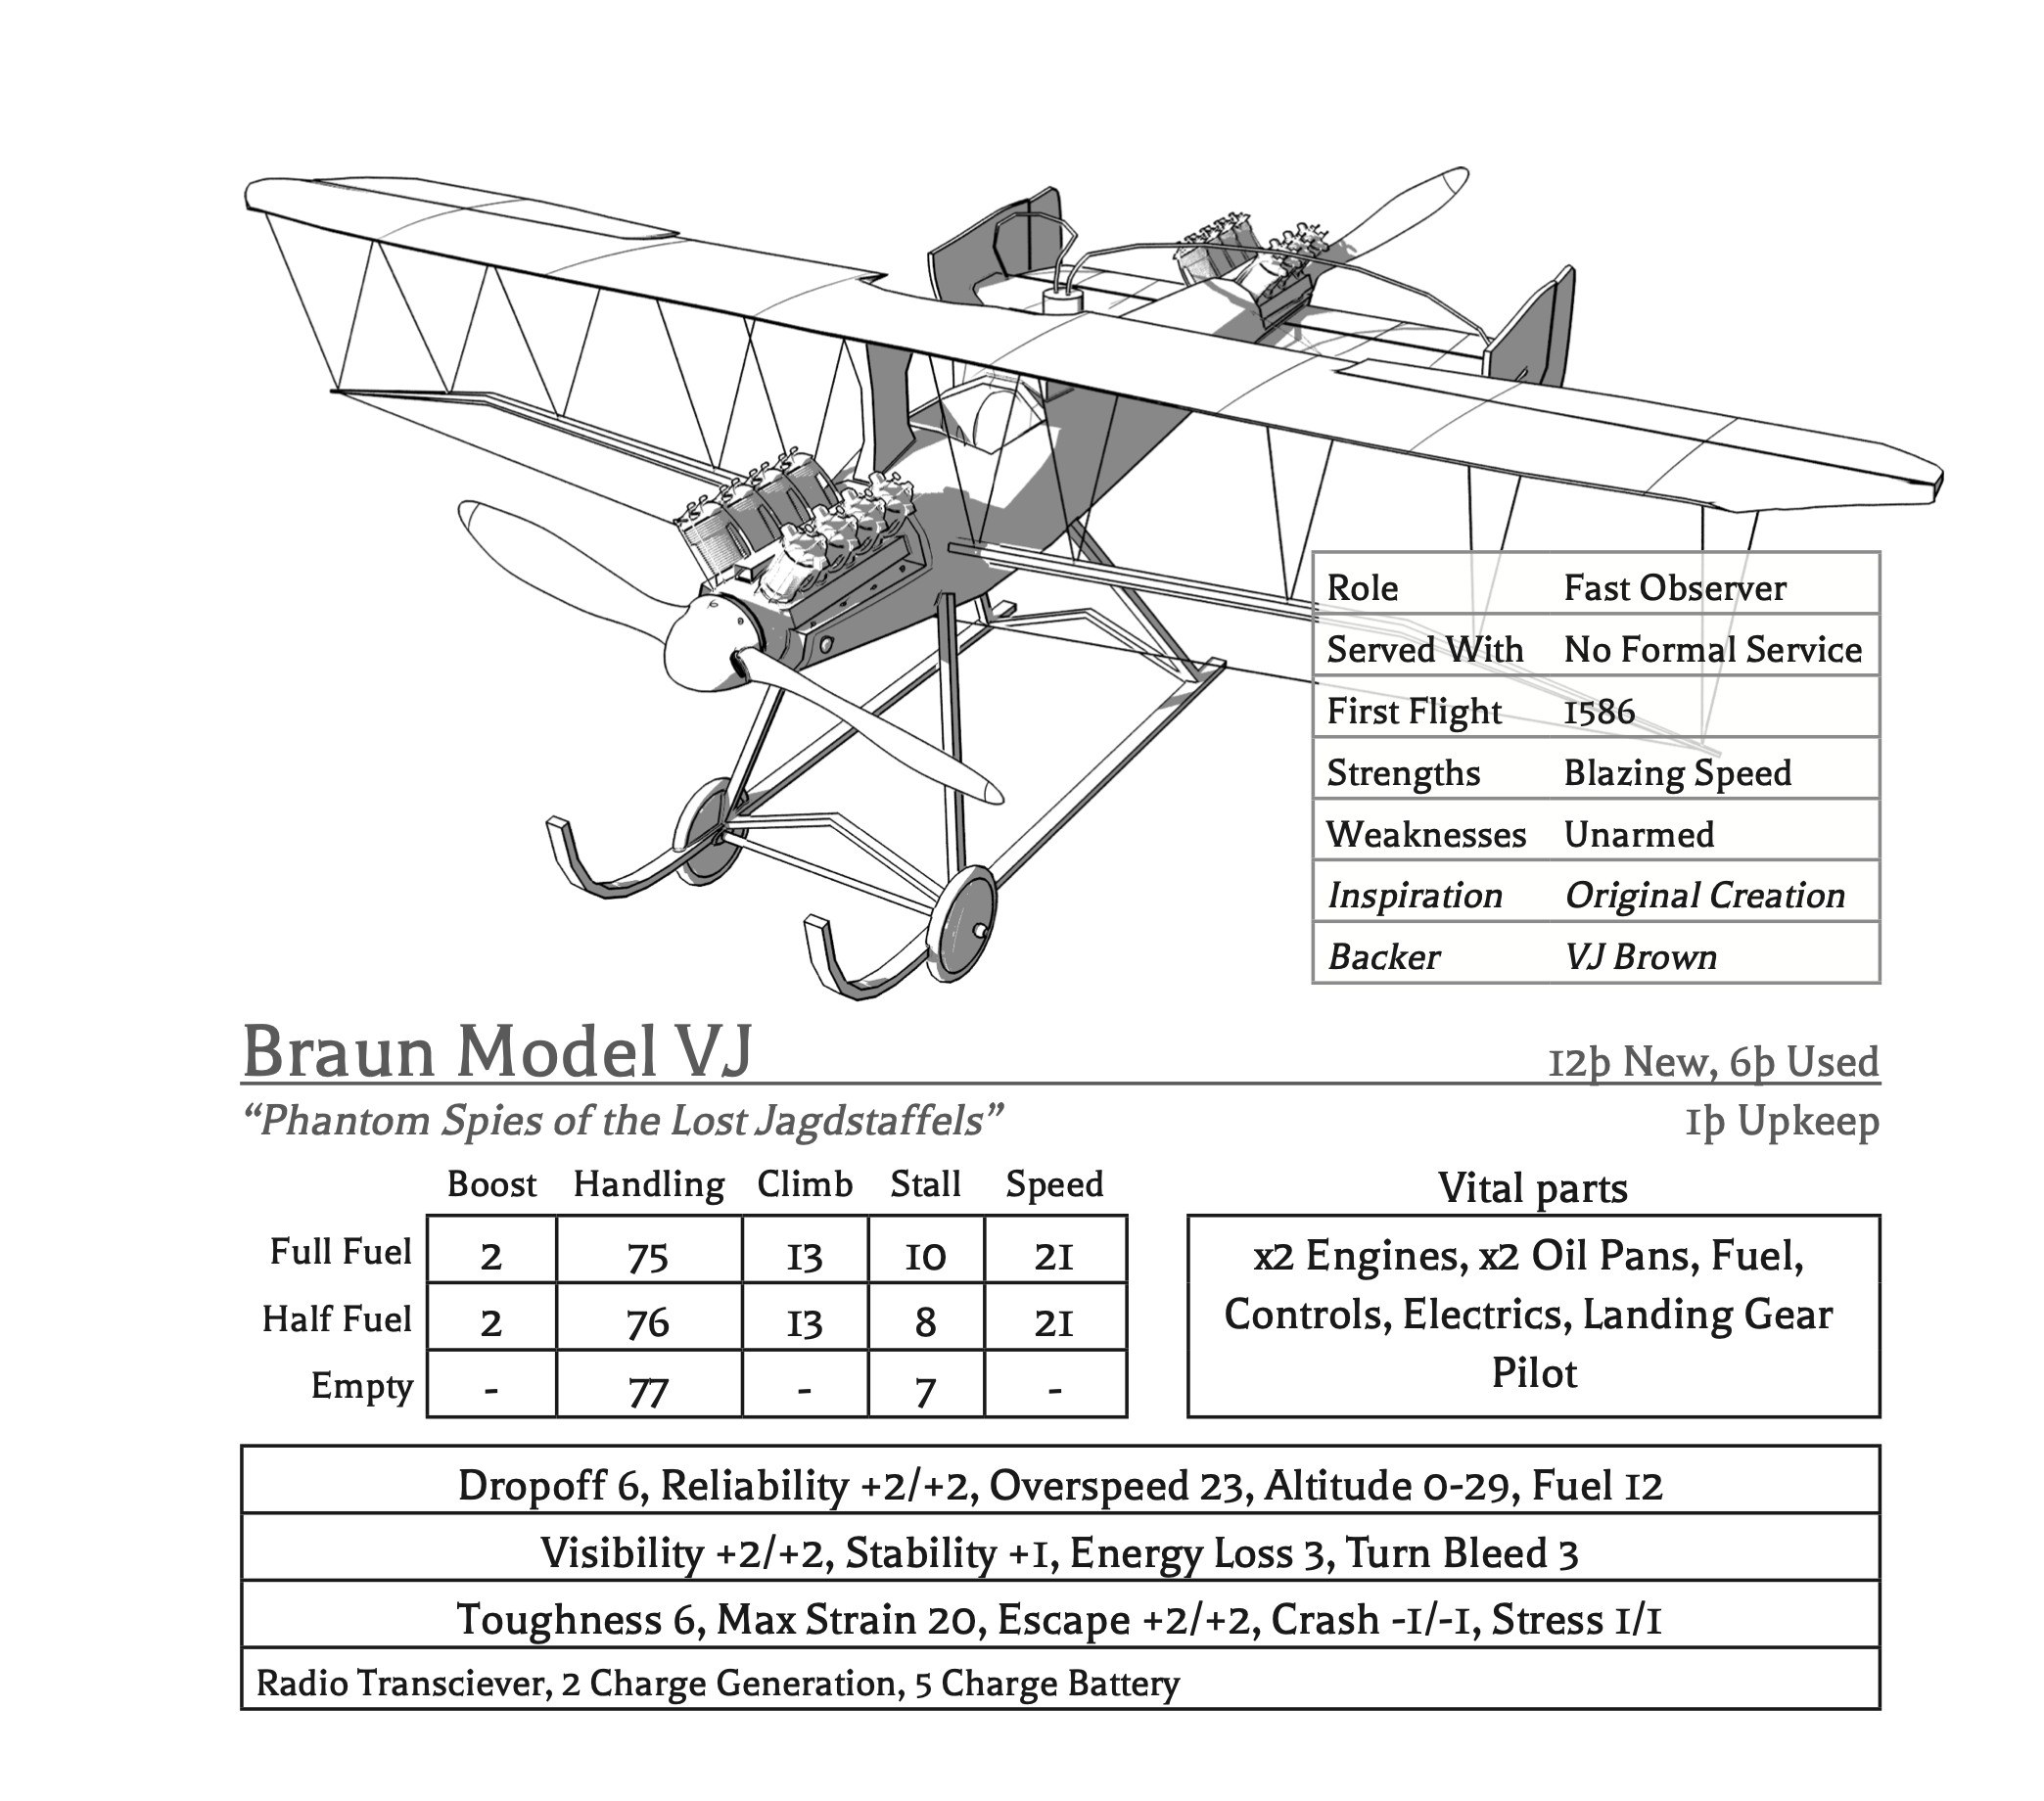 Role Fast Observer
Served With No Formal Service
First Flight 1586
Strengths Blazing Speed
Weaknesses Unarmed
Inspiration Original Creation
Backer VJ Brown
Braun Model VJ 12þ New, 6þ Used
“Phantom Spies of the Lost Jagdstaffels” 1þ Upkeep
Boost Handling Climb Stall Speed
Full Fuel 2 75 13 10 21
Half Fuel 2 76 13 8 21
Empty - 77 - 7 -
Vital parts
x2 Engines, x2 Oil Pans, Fuel,
Controls, Electrics, Landing Gear
Pilot
Dropoff 6, Reliability +2/+2, Overspeed 23, Altitude 0-29, Fuel 12
Visibility +2/+2, Stability +1, Energy Loss 3, Turn Bleed 3
Toughness 6, Max Strain 20, Escape +2/+2, Crash -1/-1, Stress 1/1
Radio Transciever, 2 Charge Generation, 5 Charge Battery